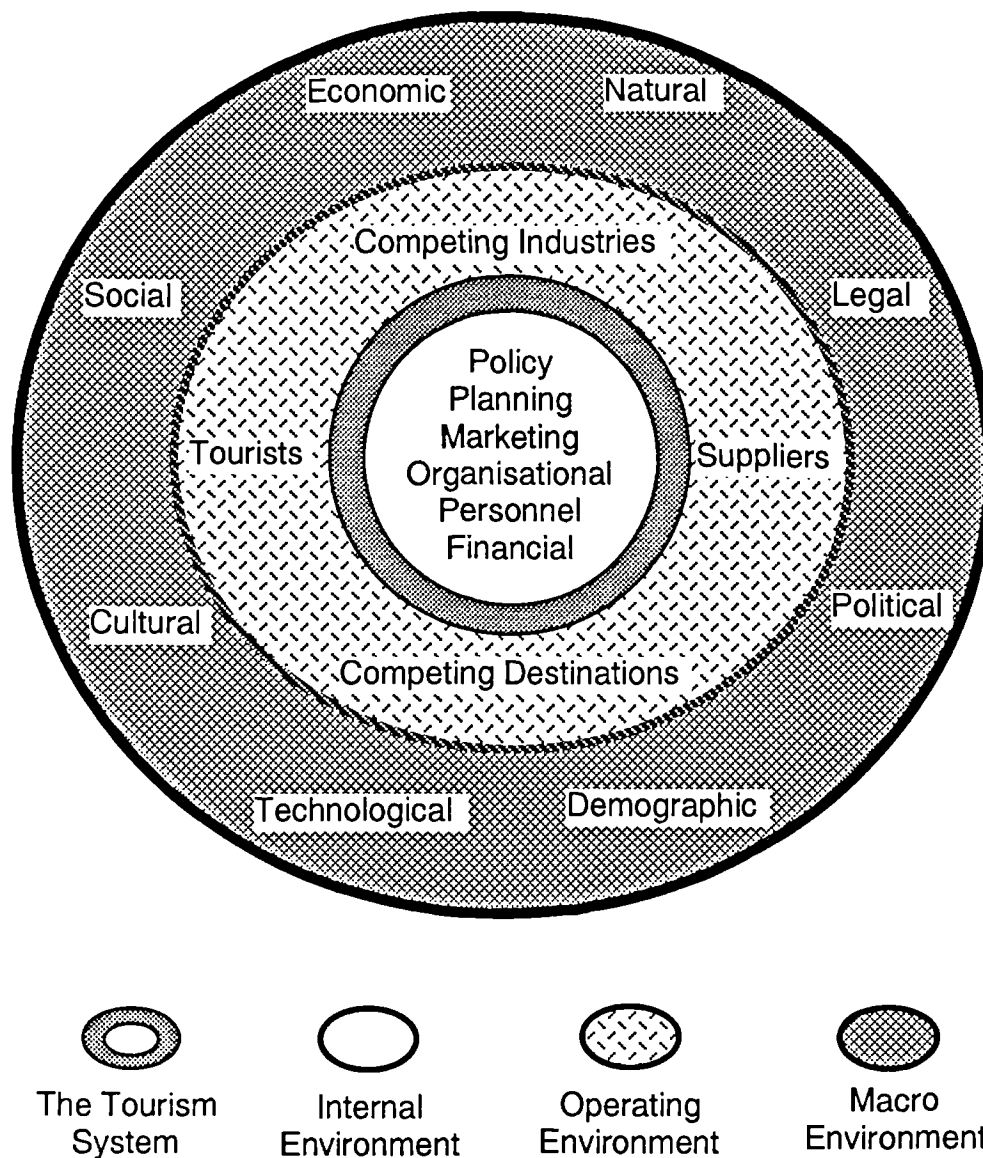 Economic
Natural
Competing Industries
Social
Legal
Policy
Planning
Marketing
Tourists
Suppliers
Organisational
Personnel
Financial
Cultural
Political
Competing Destinations
Technological
Demographic
The Tourism
System
Internal
Environment
Operating
Environment
Macro
Environment